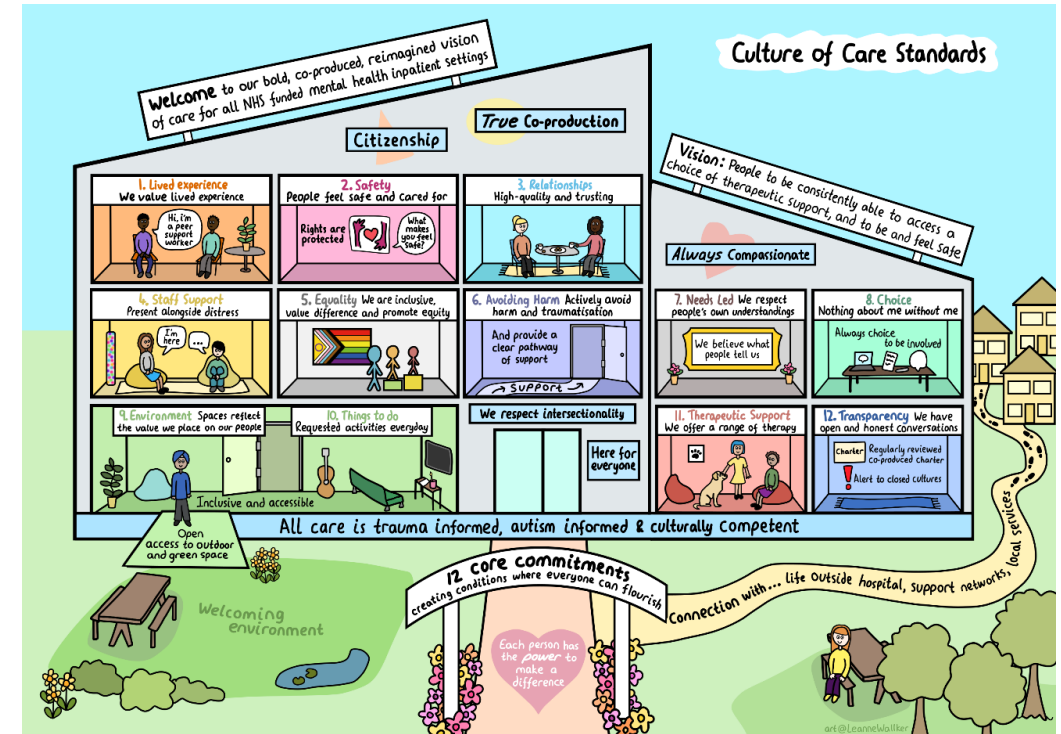 Culture of Care Standards
Welcome to our bold, co-produced, reimagined vision
of care for all NHS funded mental health inpatient settings
Citizenship
True Co-production
Vision: People to be consistently able to access a
choice of therapeutic support, and to be and feel safe
Always Compassionate
1. Lived experience
We value lived experience
Hi, i'm
a peer
support
worker
2. Safety
People feel safe and cared for
Rights are
protected
What
makes
you feel
safe?
3. Relationships
High-quality and trusting
4. Staff Support
Present alongside distress
I'm
here
...
5. Equality We are inclusive,
value difference and promote equity
6. Avoiding Harm Actively avoid
harm and traumatisation
And provide a
clear pathway
of support
Support
7. Needs Led We respect
people's own understandings
We believe what
people tell us
8. Choice
Nothing about me without me
Always choice
to be involved
9. Environment Spaces reflect
the value we place on our people
10. Things to do
Requested activities everyday
Inclusive and accessible
We respect intersectionality
Here for
everyone
11. Therapeutic Support
We offer a range of therapy
12. Transparency We have
open and honest conversations
Charter
Regularly reviewed
co-produced charter
! Alert to closed cultures
All care is trauma informed, autism informed & culturally competent
Open
access to outdoor
and green space
12 core commitments
creating conditions where everyone can flourish
Connection with... life outside hospital, support networks, local services
Welcoming
environment
Each person has
the power to
make a
difference
art@LeanneWallker